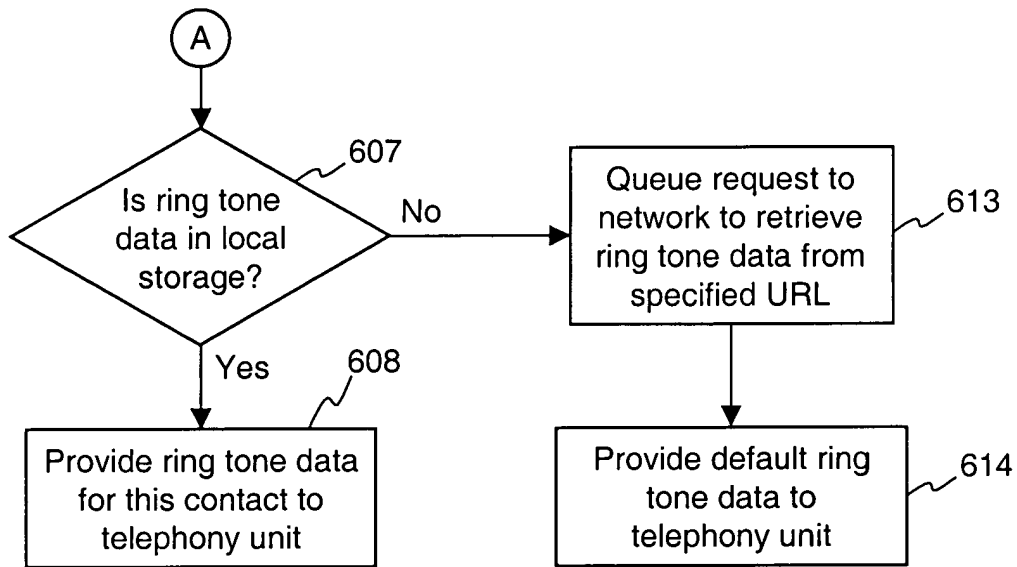 A
Is ring tone
data in local
storage?
607
No
Queue request to
network to retrieve
ring tone data from
specified URL
613
Yes
608
Provide ring tone data
for this contact to
telephony unit
Provide default ring
tone data to
telephony unit
614